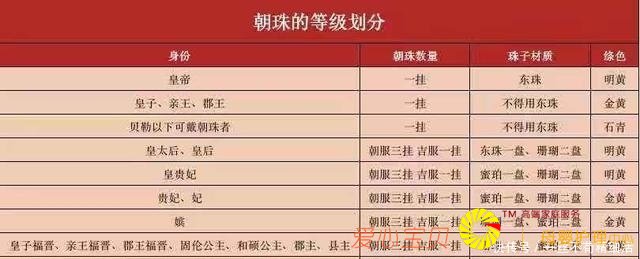 朝珠的等级划分
身份 朝珠数量 珠子材质 绦色
皇帝 一挂 东珠 明黄
皇子、亲王、郡王 一挂 不得用东珠 金黄
贝勒以下可戴朝珠者 一挂 不得用东珠 石青
皇太后、皇后 朝服三挂 吉服一挂 东珠一盘、珊瑚二盘 明黄
皇贵妃 朝服三挂 吉服一挂 蜜珀一盘、珊瑚二盘 明黄
贵妃、妃 朝服三挂 吉服一挂 蜜珀一盘、珊瑚二盘 金黄
TM 高端家庭服务
嫔 朝服三挂 吉服一挂 二盘、蜜珀一盘 金黄
皇子福晋、亲王福晋、郡王福晋、固伦公主、和硕公主、郡主、县主 朝服三挂 吉服一挂
爱心宝贝